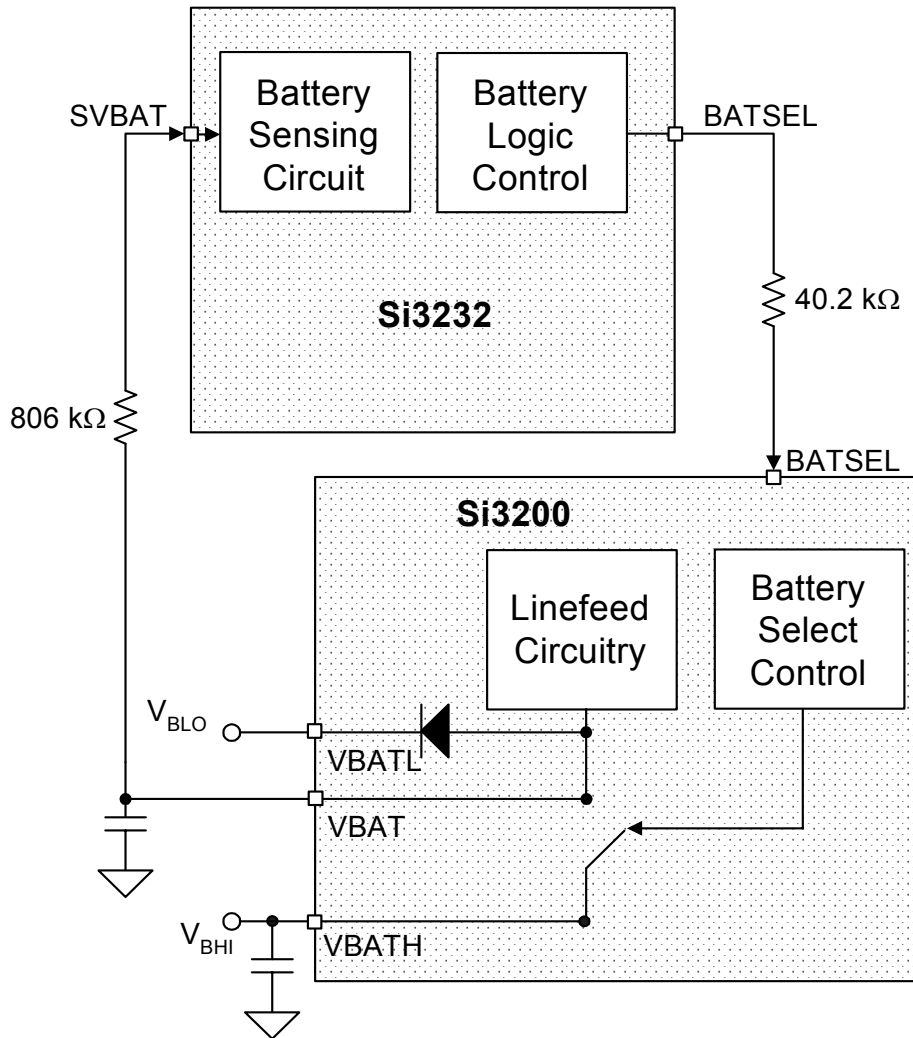 SVBAT
Battery
Sensing
Circuit
Battery
Logic
Control
BATSEL
Si3232
40.2 kΩ
806 kΩ
BATSEL
Si3200
Linefeed
Circuitry
Battery
Select
Control
VBLO
VBATL
VBAT
VBHI
VBATH